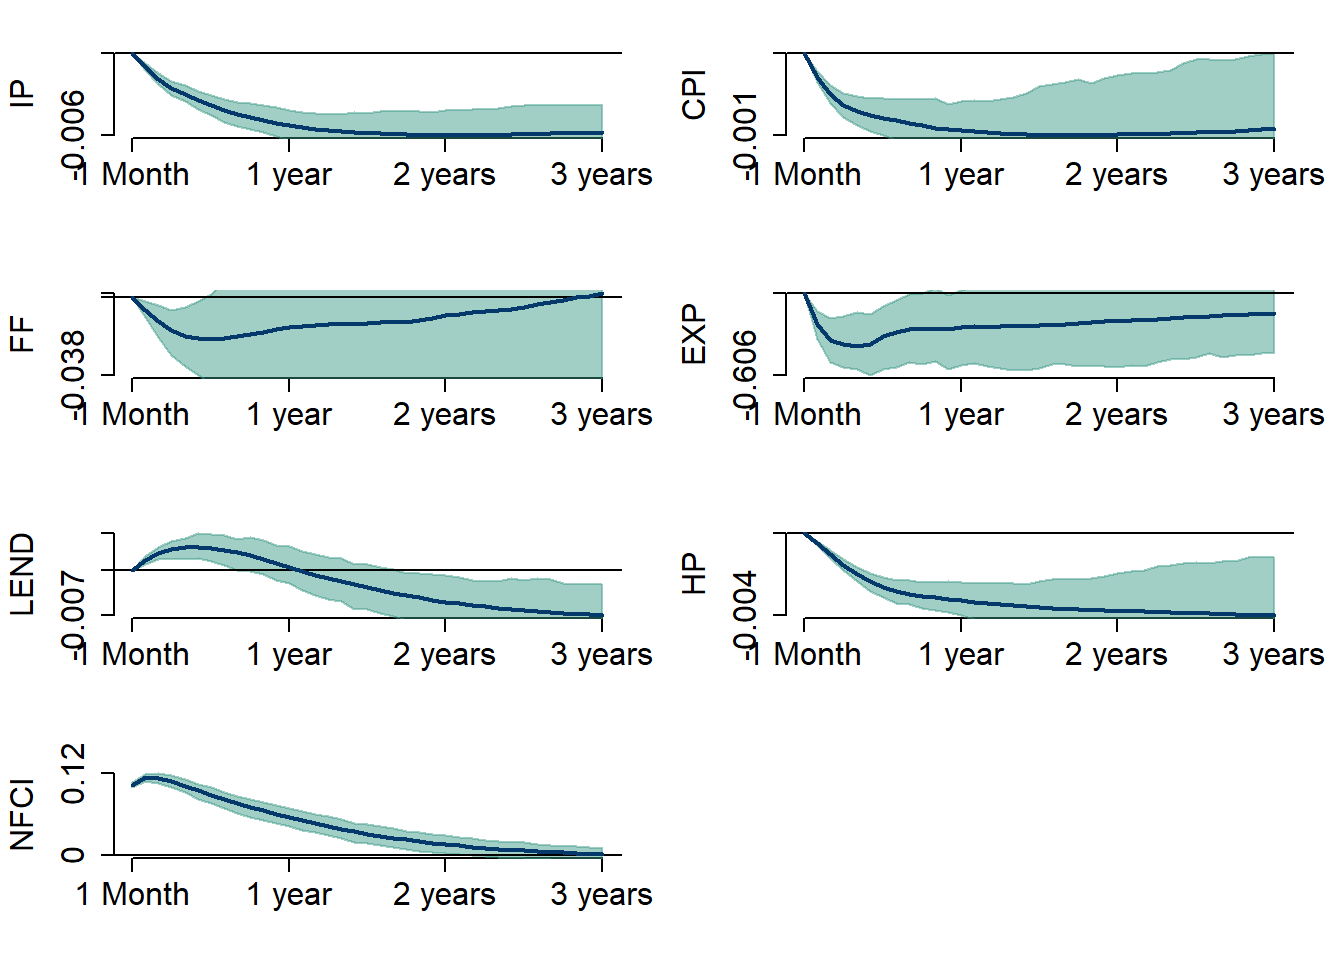 IP
-0.006
1 Month 1 year 2 years 3 years
CPI
-0.001
1 Month 1 year 2 years 3 years
FF
-0.038
1 Month 1 year 2 years 3 years
EXP
-0.606
1 Month 1 year 2 years 3 years
LEND
-0.007
1 Month 1 year 2 years 3 years
HP
-0.004
1 Month 1 year 2 years 3 years
NFCI
0.12
0
1 Month 1 year 2 years 3 years